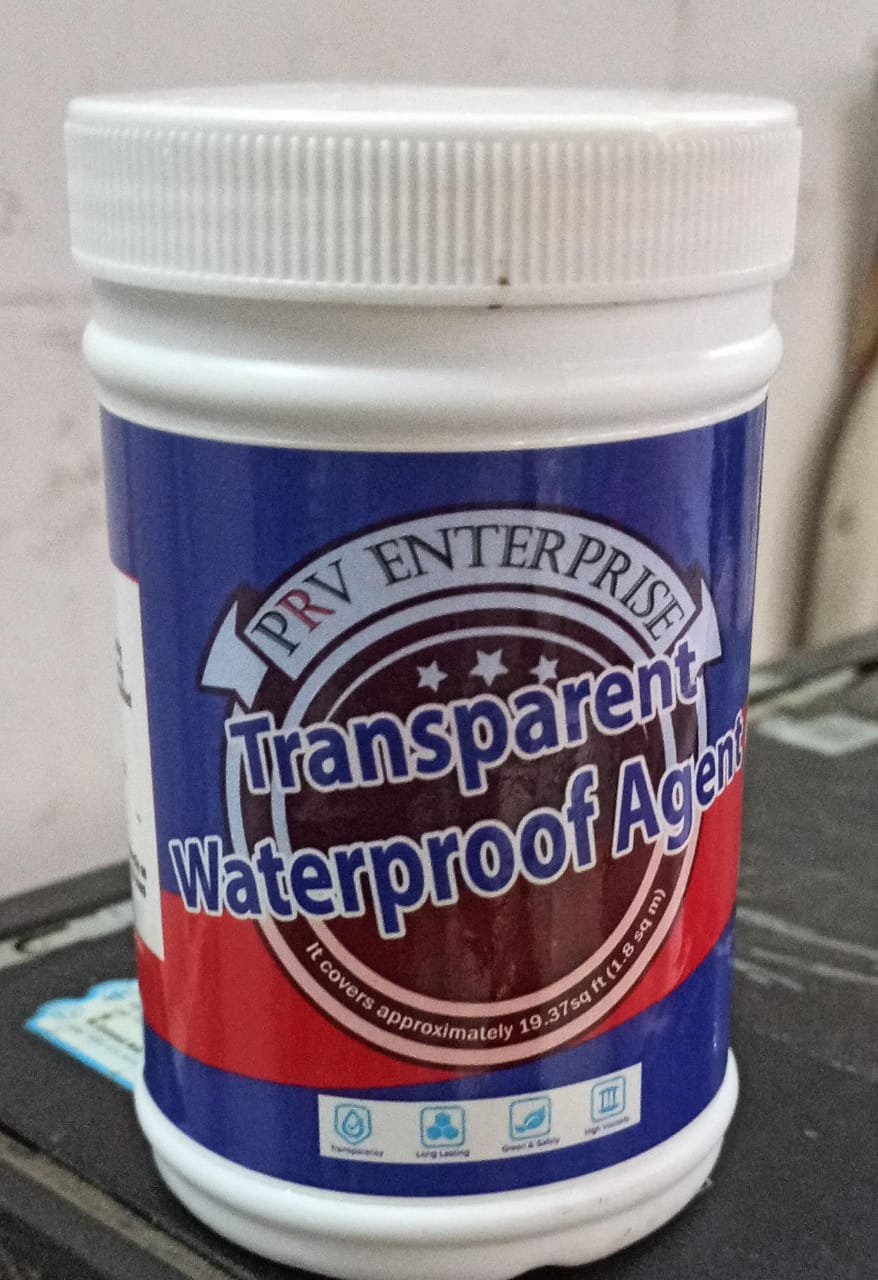 PRV ENTERPRISE
Transparent
Waterproof Agent
It covers approximately 19.37sq ft (1.8 sq m)
Transparency
Long Lasting
Green & Safety
High Viscosity